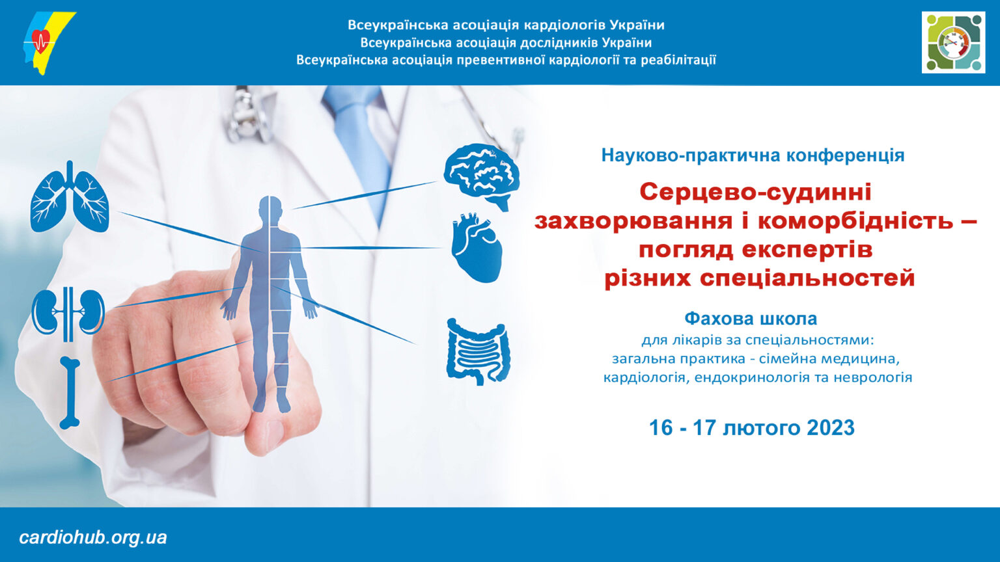 Всеукраїнська асоціація кардіологів України
Всеукраїнська асоціація дослідників України
Всеукраїнська асоціація превентивної кардіології та реабілітації
Науково-практична конференція
Серцево-судинні
захворювання і коморбідність –
погляд експертів
різних спеціальностей
Фахова школа
для лікарів за спеціальностями:
загальна практика - сімейна медицина,
кардіологія, ендокринологія та неврологія
16 - 17 лютого 2023
cardiohub.org.ua